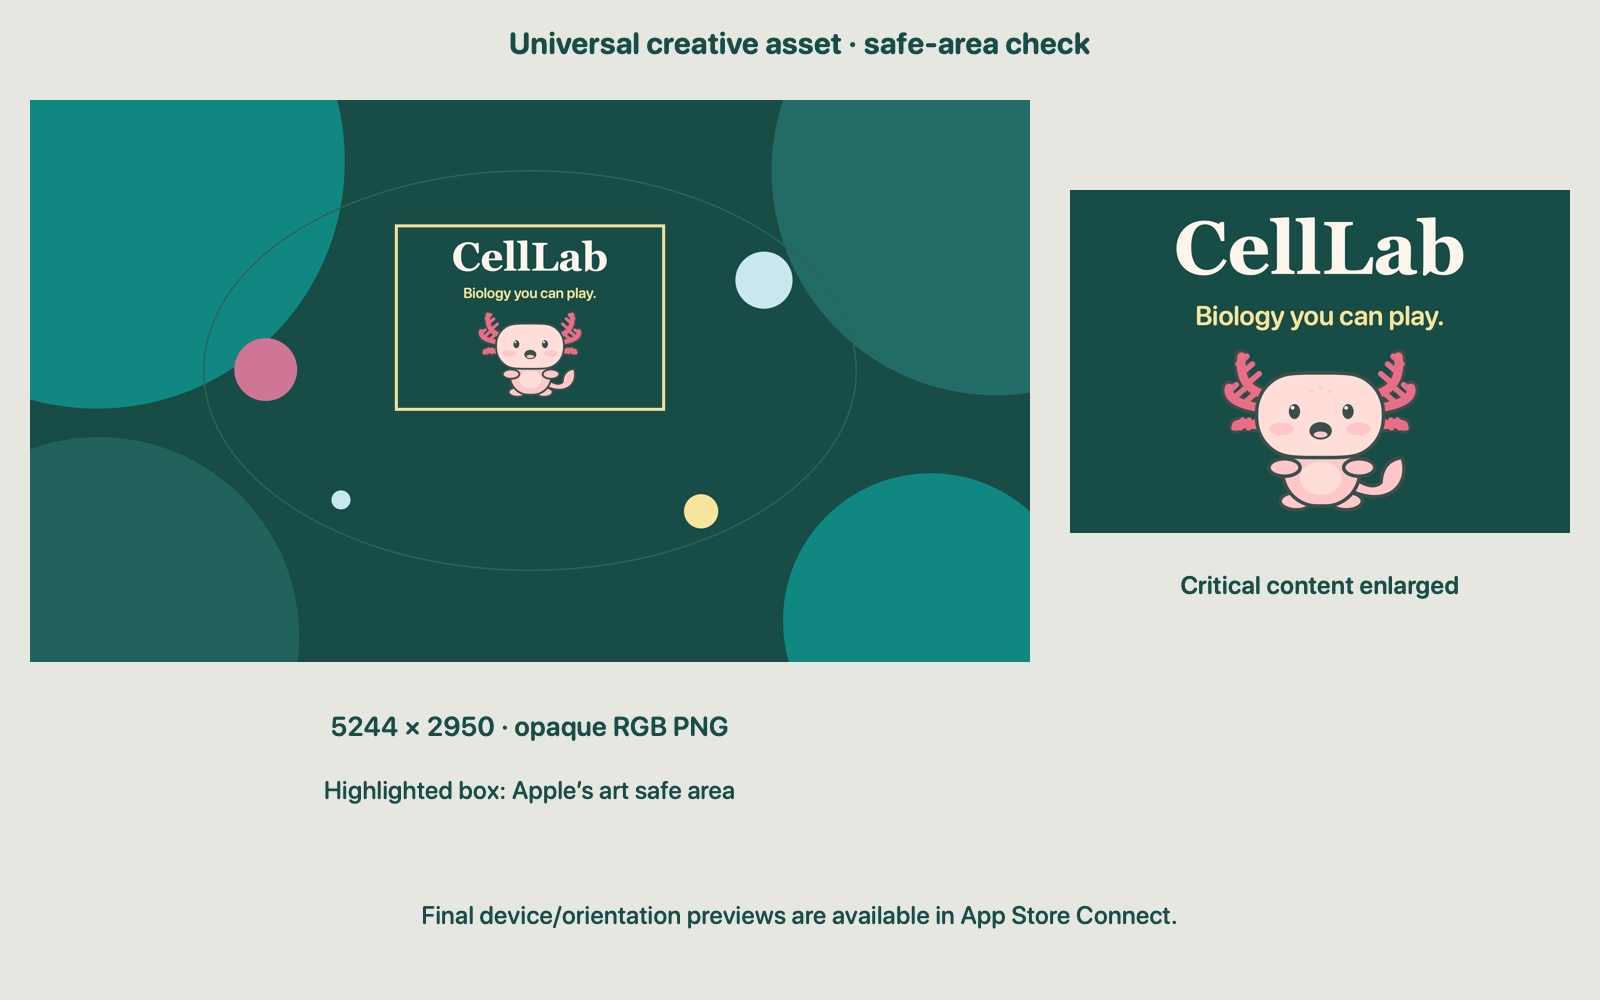 Universal creative asset · safe-area check
CellLab
Biology you can play.
CellLab
Biology you can play.
Critical content enlarged
5244 × 2950 · opaque RGB PNG
Highlighted box: Apple’s art safe area
Final device/orientation previews are available in App Store Connect.